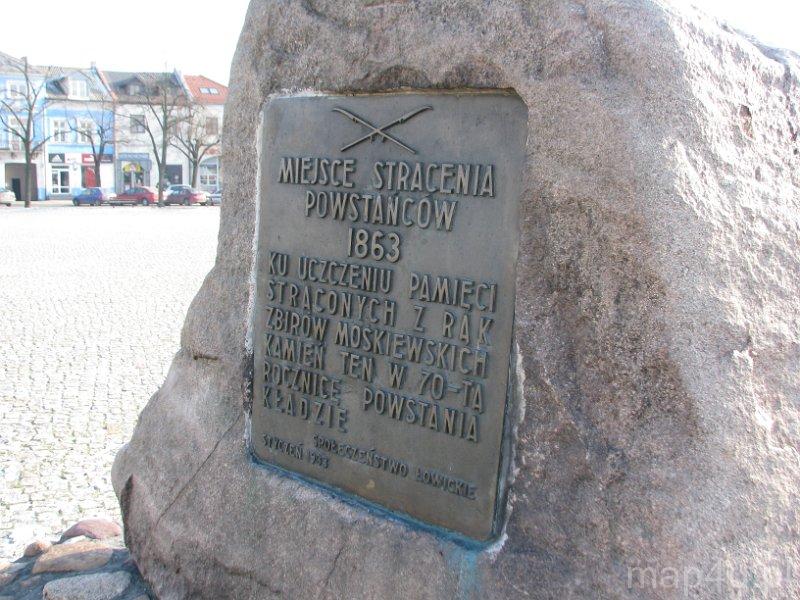 MIEJSCE STRACENIA
POWSTAŃCÓW
1863
KU UCZCZENIU PAMIĘCI
STRĄCONYCH Z RĄK
ZBIRÓW MOSKIEWSKICH
KAMIEŃ TEN W 70-TĄ
ROCZNICĘ POWSTANIA
KŁADZIE
SPOŁECZEŃSTWO ŁOWICKIE
STYCZEŃ 1933
map4u.pl